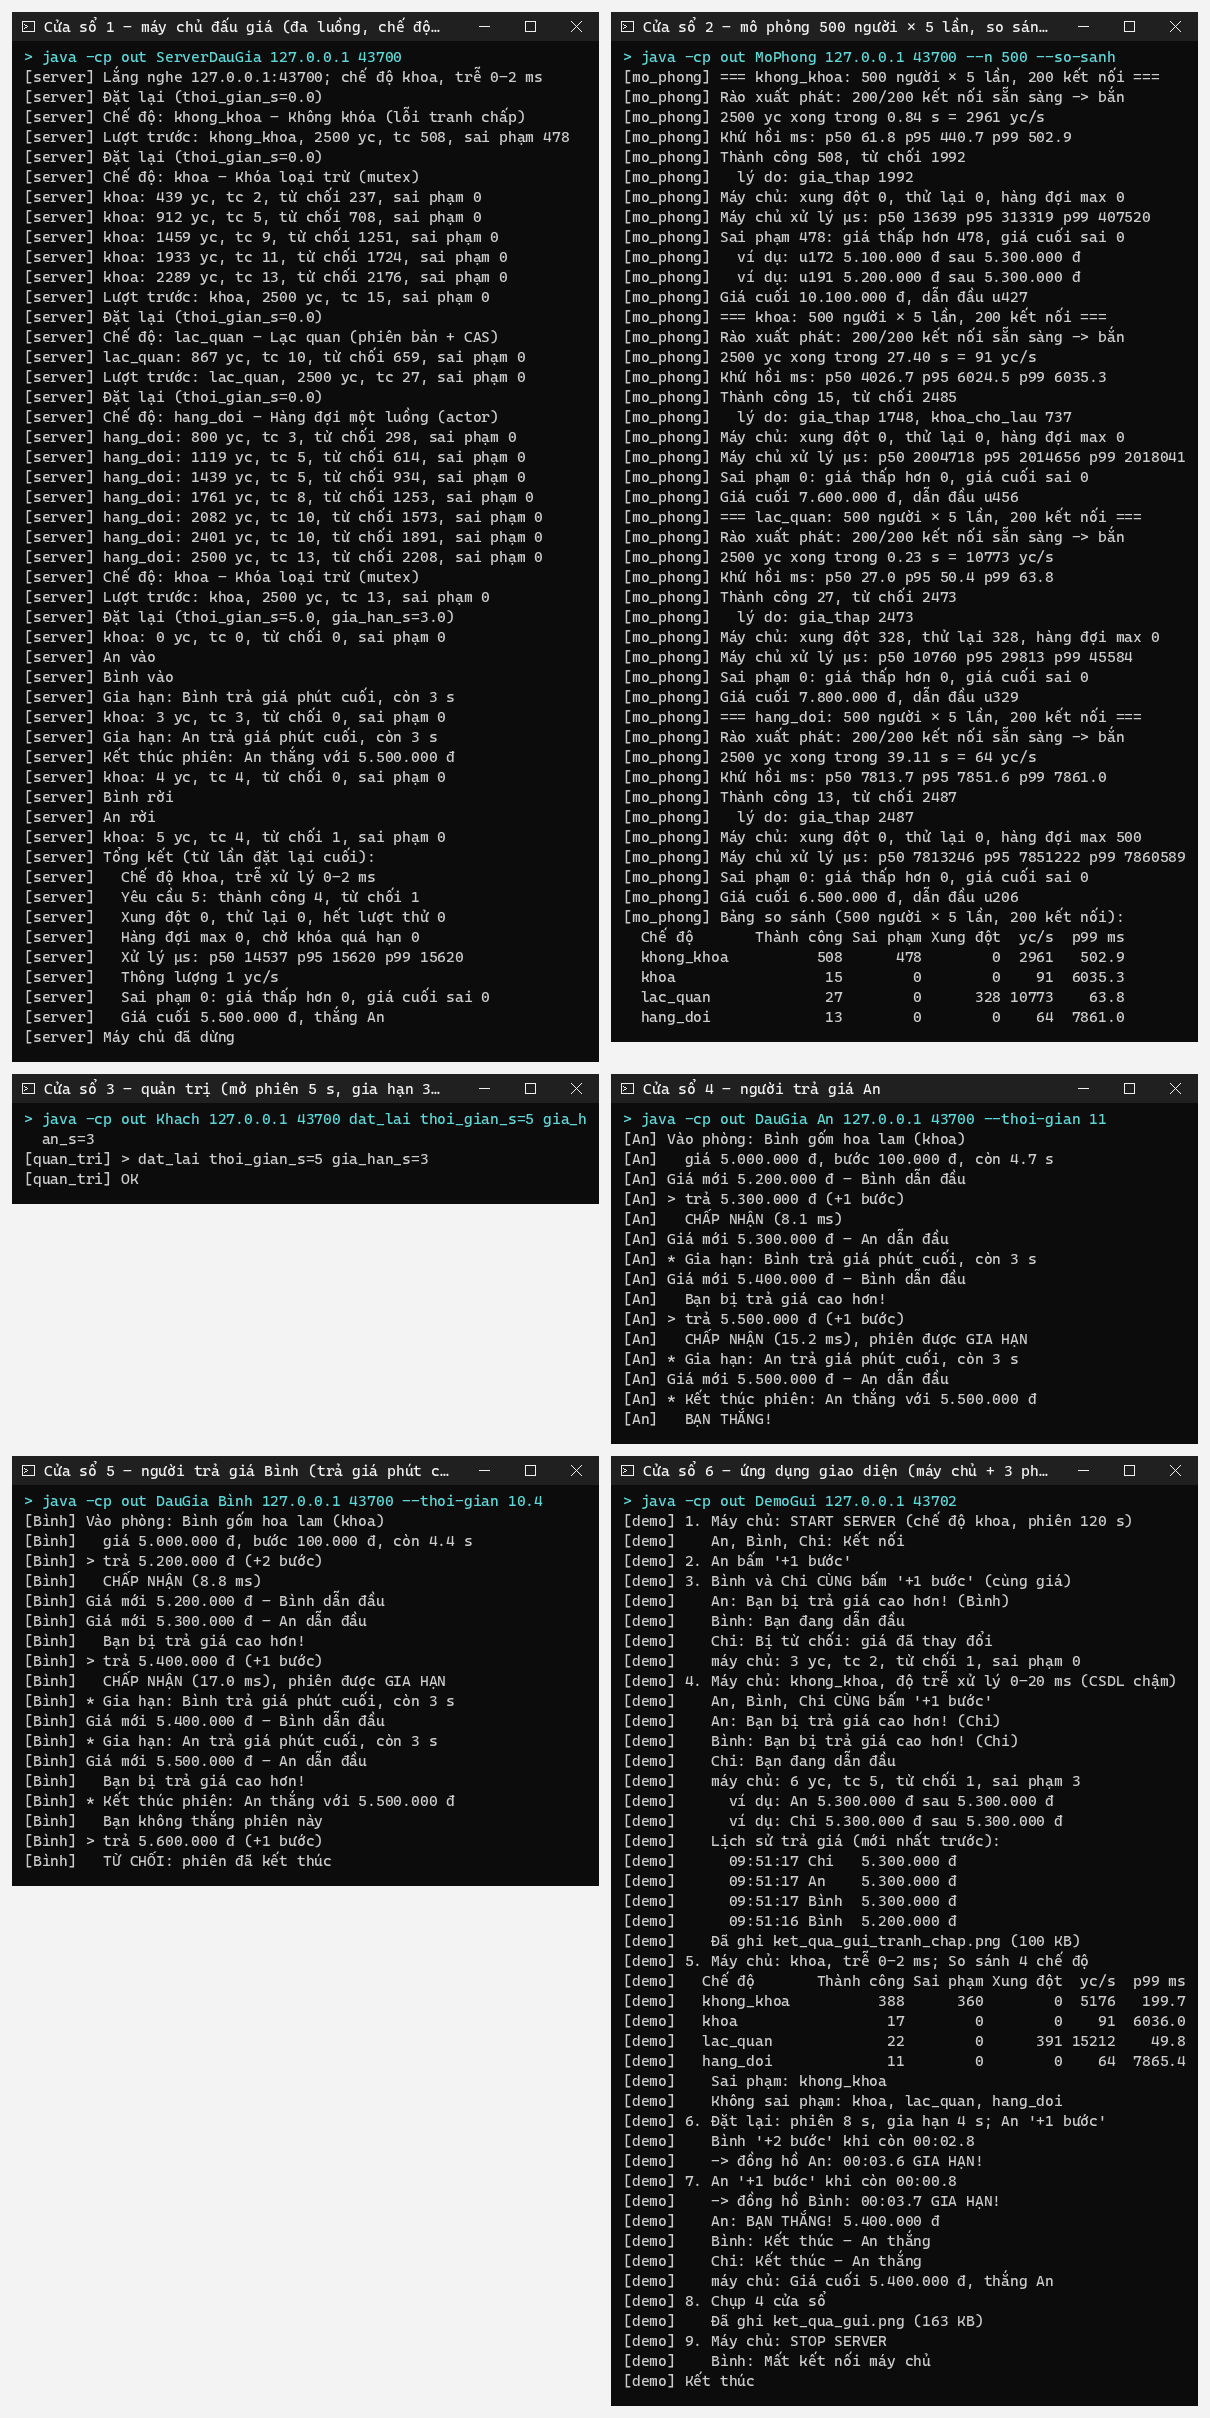 Cửa sổ 1 — máy chủ đấu giá (đa luồng, chế độ…
> java -cp out ServerDauGia 127.0.0.1 43700
[server] Lắng nghe 127.0.0.1:43700; chế độ khoa, trễ 0–2 ms
[server] Đặt lại (thoi_gian_s=0.0)
[server] Chế độ: khong_khoa — Không khóa (lỗi tranh chấp)
[server] Lượt trước: khong_khoa, 2500 yc, tc 508, sai phạm 478
[server] Đặt lại (thoi_gian_s=0.0)
[server] Chế độ: khoa — Khóa loại trừ (mutex)
[server] khoa: 439 yc, tc 2, từ chối 237, sai phạm 0
[server] khoa: 912 yc, tc 5, từ chối 708, sai phạm 0
[server] khoa: 1459 yc, tc 9, từ chối 1251, sai phạm 0
[server] khoa: 1933 yc, tc 11, từ chối 1724, sai phạm 0
[server] khoa: 2289 yc, tc 13, từ chối 2176, sai phạm 0
[server] Lượt trước: khoa, 2500 yc, tc 15, sai phạm 0
[server] Đặt lại (thoi_gian_s=0.0)
[server] Chế độ: lac_quan — Lạc quan (phiên bản + CAS)
[server] lac_quan: 867 yc, tc 10, từ chối 659, sai phạm 0
[server] Lượt trước: lac_quan, 2500 yc, tc 27, sai phạm 0
[server] Đặt lại (thoi_gian_s=0.0)
[server] Chế độ: hang_doi — Hàng đợi một luồng (actor)
[server] hang_doi: 800 yc, tc 3, từ chối 298, sai phạm 0
[server] hang_doi: 1119 yc, tc 5, từ chối 614, sai phạm 0
[server] hang_doi: 1439 yc, tc 5, từ chối 934, sai phạm 0
[server] hang_doi: 1761 yc, tc 8, từ chối 1253, sai phạm 0
[server] hang_doi: 2082 yc, tc 10, từ chối 1573, sai phạm 0
[server] hang_doi: 2401 yc, tc 10, từ chối 1891, sai phạm 0
[server] hang_doi: 2500 yc, tc 13, từ chối 2208, sai phạm 0
[server] Chế độ: khoa — Khóa loại trừ (mutex)
[server] Lượt trước: khoa, 2500 yc, tc 13, sai phạm 0
[server] Đặt lại (thoi_gian_s=5.0, gia_han_s=3.0)
[server] khoa: 0 yc, tc 0, từ chối 0, sai phạm 0
[server] An vào
[server] Bình vào
[server] Gia hạn: Bình trả giá phút cuối, còn 3 s
[server] khoa: 3 yc, tc 3, từ chối 0, sai phạm 0
[server] Gia hạn: An trả giá phút cuối, còn 3 s
[server] Kết thúc phiên: An thắng với 5.500.000 đ
[server] khoa: 4 yc, tc 4, từ chối 0, sai phạm 0
[server] Bình rời
[server] An rời
[server] khoa: 5 yc, tc 4, từ chối 1, sai phạm 0
[server] Tổng kết (từ lần đặt lại cuối):
[server]   Chế độ khoa, trễ xử lý 0–2 ms
[server]   Yêu cầu 5: thành công 4, từ chối 1
[server]   Xung đột 0, thử lại 0, hết lượt thử 0
[server]   Hàng đợi max 0, chờ khóa quá hạn 0
[server]   Xử lý µs: p50 14537 p95 15620 p99 15620
[server]   Thông lượng 1 yc/s
[server]   Sai phạm 0: giá thấp hơn 0, giá cuối sai 0
[server]   Giá cuối 5.500.000 đ, thắng An
[server] Máy chủ đã dừng
Cửa sổ 2 — mô phỏng 500 người × 5 lần, so sán…
> java -cp out MoPhong 127.0.0.1 43700 --n 500 --so-sanh
[mo_phong] === khong_khoa: 500 người × 5 lần, 200 kết nối ===
[mo_phong] Rào xuất phát: 200/200 kết nối sẵn sàng -> bắn
[mo_phong] 2500 yc xong trong 0.84 s = 2961 yc/s
[mo_phong] Khứ hồi ms: p50 61.8 p95 440.7 p99 502.9
[mo_phong] Thành công 508, từ chối 1992
[mo_phong]   lý do: gia_thap 1992
[mo_phong] Máy chủ: xung đột 0, thử lại 0, hàng đợi max 0
[mo_phong] Máy chủ xử lý µs: p50 13639 p95 313319 p99 407520
[mo_phong] Sai phạm 478: giá thấp hơn 478, giá cuối sai 0
[mo_phong]   ví dụ: u172 5.100.000 đ sau 5.300.000 đ
[mo_phong]   ví dụ: u191 5.200.000 đ sau 5.300.000 đ
[mo_phong] Giá cuối 10.100.000 đ, dẫn đầu u427
[mo_phong] === khoa: 500 người × 5 lần, 200 kết nối ===
[mo_phong] Rào xuất phát: 200/200 kết nối sẵn sàng -> bắn
[mo_phong] 2500 yc xong trong 27.40 s = 91 yc/s
[mo_phong] Khứ hồi ms: p50 4026.7 p95 6024.5 p99 6035.3
[mo_phong] Thành công 15, từ chối 2485
[mo_phong]   lý do: gia_thap 1748, khoa_cho_lau 737
[mo_phong] Máy chủ: xung đột 0, thử lại 0, hàng đợi max 0
[mo_phong] Máy chủ xử lý µs: p50 2004718 p95 2014656 p99 2018041
[mo_phong] Sai phạm 0: giá thấp hơn 0, giá cuối sai 0
[mo_phong] Giá cuối 7.600.000 đ, dẫn đầu u456
[mo_phong] === lac_quan: 500 người × 5 lần, 200 kết nối ===
[mo_phong] Rào xuất phát: 200/200 kết nối sẵn sàng -> bắn
[mo_phong] 2500 yc xong trong 0.23 s = 10773 yc/s
[mo_phong] Khứ hồi ms: p50 27.0 p95 50.4 p99 63.8
[mo_phong] Thành công 27, từ chối 2473
[mo_phong]   lý do: gia_thap 2473
[mo_phong] Máy chủ: xung đột 328, thử lại 328, hàng đợi max 0
[mo_phong] Máy chủ xử lý µs: p50 10760 p95 29813 p99 45584
[mo_phong] Sai phạm 0: giá thấp hơn 0, giá cuối sai 0
[mo_phong] Giá cuối 7.800.000 đ, dẫn đầu u329
[mo_phong] === hang_doi: 500 người × 5 lần, 200 kết nối ===
[mo_phong] Rào xuất phát: 200/200 kết nối sẵn sàng -> bắn
[mo_phong] 2500 yc xong trong 39.11 s = 64 yc/s
[mo_phong] Khứ hồi ms: p50 7813.7 p95 7851.6 p99 7861.0
[mo_phong] Thành công 13, từ chối 2487
[mo_phong]   lý do: gia_thap 2487
[mo_phong] Máy chủ: xung đột 0, thử lại 0, hàng đợi max 500
[mo_phong] Máy chủ xử lý µs: p50 7813246 p95 7851222 p99 7860589
[mo_phong] Sai phạm 0: giá thấp hơn 0, giá cuối sai 0
[mo_phong] Giá cuối 6.500.000 đ, dẫn đầu u206
[mo_phong] Bảng so sánh (500 người × 5 lần, 200 kết nối):
Chế độ       Thành công Sai phạm Xung đột  yc/s  p99 ms
khong_khoa          508      478        0  2961   502.9
khoa                 15        0        0    91  6035.3
lac_quan             27        0      328 10773    63.8
hang_doi             13        0        0    64  7861.0
Cửa sổ 3 — quản trị (mở phiên 5 s, gia hạn 3…
> java -cp out Khach 127.0.0.1 43700 dat_lai thoi_gian_s=5 gia_h
an_s=3
[quan_tri] > dat_lai thoi_gian_s=5 gia_han_s=3
[quan_tri] OK
Cửa sổ 4 — người trả giá An
> java -cp out DauGia An 127.0.0.1 43700 --thoi-gian 11
[An] Vào phòng: Bình gốm hoa lam (khoa)
[An]   giá 5.000.000 đ, bước 100.000 đ, còn 4.7 s
[An] Giá mới 5.200.000 đ — Bình dẫn đầu
[An] > trả 5.300.000 đ (+1 bước)
[An]   CHẤP NHẬN (8.1 ms)
[An] Giá mới 5.300.000 đ — An dẫn đầu
[An] * Gia hạn: Bình trả giá phút cuối, còn 3 s
[An] Giá mới 5.400.000 đ — Bình dẫn đầu
[An]   Bạn bị trả giá cao hơn!
[An] > trả 5.500.000 đ (+1 bước)
[An]   CHẤP NHẬN (15.2 ms), phiên được GIA HẠN
[An] * Gia hạn: An trả giá phút cuối, còn 3 s
[An] Giá mới 5.500.000 đ — An dẫn đầu
[An] * Kết thúc phiên: An thắng với 5.500.000 đ
[An]   BẠN THẮNG!
Cửa sổ 5 — người trả giá Bình (trả giá phút c…
> java -cp out DauGia Bình 127.0.0.1 43700 --thoi-gian 10.4
[Bình] Vào phòng: Bình gốm hoa lam (khoa)
[Bình]   giá 5.000.000 đ, bước 100.000 đ, còn 4.4 s
[Bình] > trả 5.200.000 đ (+2 bước)
[Bình]   CHẤP NHẬN (8.8 ms)
[Bình] Giá mới 5.200.000 đ — Bình dẫn đầu
[Bình] Giá mới 5.300.000 đ — An dẫn đầu
[Bình]   Bạn bị trả giá cao hơn!
[Bình] > trả 5.400.000 đ (+1 bước)
[Bình]   CHẤP NHẬN (17.0 ms), phiên được GIA HẠN
[Bình] * Gia hạn: Bình trả giá phút cuối, còn 3 s
[Bình] Giá mới 5.400.000 đ — Bình dẫn đầu
[Bình] * Gia hạn: An trả giá phút cuối, còn 3 s
[Bình] Giá mới 5.500.000 đ — An dẫn đầu
[Bình]   Bạn bị trả giá cao hơn!
[Bình] * Kết thúc phiên: An thắng với 5.500.000 đ
[Bình]   Bạn không thắng phiên này
[Bình] > trả 5.600.000 đ (+1 bước)
[Bình]   TỪ CHỐI: phiên đã kết thúc
Cửa sổ 6 — ứng dụng giao diện (máy chủ + 3 ph…
> java -cp out DemoGui 127.0.0.1 43702
[demo] 1. Máy chủ: START SERVER (chế độ khoa, phiên 120 s)
[demo]    An, Bình, Chi: Kết nối
[demo] 2. An bấm '+1 bước'
[demo] 3. Bình và Chi CÙNG bấm '+1 bước' (cùng giá)
[demo]    An: Bạn bị trả giá cao hơn! (Bình)
[demo]    Bình: Bạn đang dẫn đầu
[demo]    Chi: Bị từ chối: giá đã thay đổi
[demo]    máy chủ: 3 yc, tc 2, từ chối 1, sai phạm 0
[demo] 4. Máy chủ: khong_khoa, độ trễ xử lý 0–20 ms (CSDL chậm)
[demo]    An, Bình, Chi CÙNG bấm '+1 bước'
[demo]    An: Bạn bị trả giá cao hơn! (Chi)
[demo]    Bình: Bạn bị trả giá cao hơn! (Chi)
[demo]    Chi: Bạn đang dẫn đầu
[demo]    máy chủ: 6 yc, tc 5, từ chối 1, sai phạm 3
[demo]      ví dụ: An 5.300.000 đ sau 5.300.000 đ
[demo]      ví dụ: Chi 5.300.000 đ sau 5.300.000 đ
[demo]    Lịch sử trả giá (mới nhất trước):
[demo]      09:51:17 Chi   5.300.000 đ
[demo]      09:51:17 An    5.300.000 đ
[demo]      09:51:17 Bình  5.300.000 đ
[demo]      09:51:16 Bình  5.200.000 đ
[demo]    Đã ghi ket_qua_gui_tranh_chap.png (100 KB)
[demo] 5. Máy chủ: khoa, trễ 0–2 ms; So sánh 4 chế độ
[demo]   Chế độ       Thành công Sai phạm Xung đột  yc/s  p99 ms
[demo]   khong_khoa          388      360        0  5176   199.7
[demo]   khoa                 17        0        0    91  6036.0
[demo]   lac_quan             22        0      391 15212    49.8
[demo]   hang_doi             11        0        0    64  7865.4
[demo]    Sai phạm: khong_khoa
[demo]    Không sai phạm: khoa, lac_quan, hang_doi
[demo] 6. Đặt lại: phiên 8 s, gia hạn 4 s; An '+1 bước'
[demo]    Bình '+2 bước' khi còn 00:02.8
[demo]    -> đồng hồ An: 00:03.6 GIA HẠN!
[demo] 7. An '+1 bước' khi còn 00:00.8
[demo]    -> đồng hồ Bình: 00:03.7 GIA HẠN!
[demo]    An: BẠN THẮNG! 5.400.000 đ
[demo]    Bình: Kết thúc — An thắng
[demo]    Chi: Kết thúc — An thắng
[demo]    máy chủ: Giá cuối 5.400.000 đ, thắng An
[demo] 8. Chụp 4 cửa sổ
[demo]    Đã ghi ket_qua_gui.png (163 KB)
[demo] 9. Máy chủ: STOP SERVER
[demo]    Bình: Mất kết nối máy chủ
[demo] Kết thúc